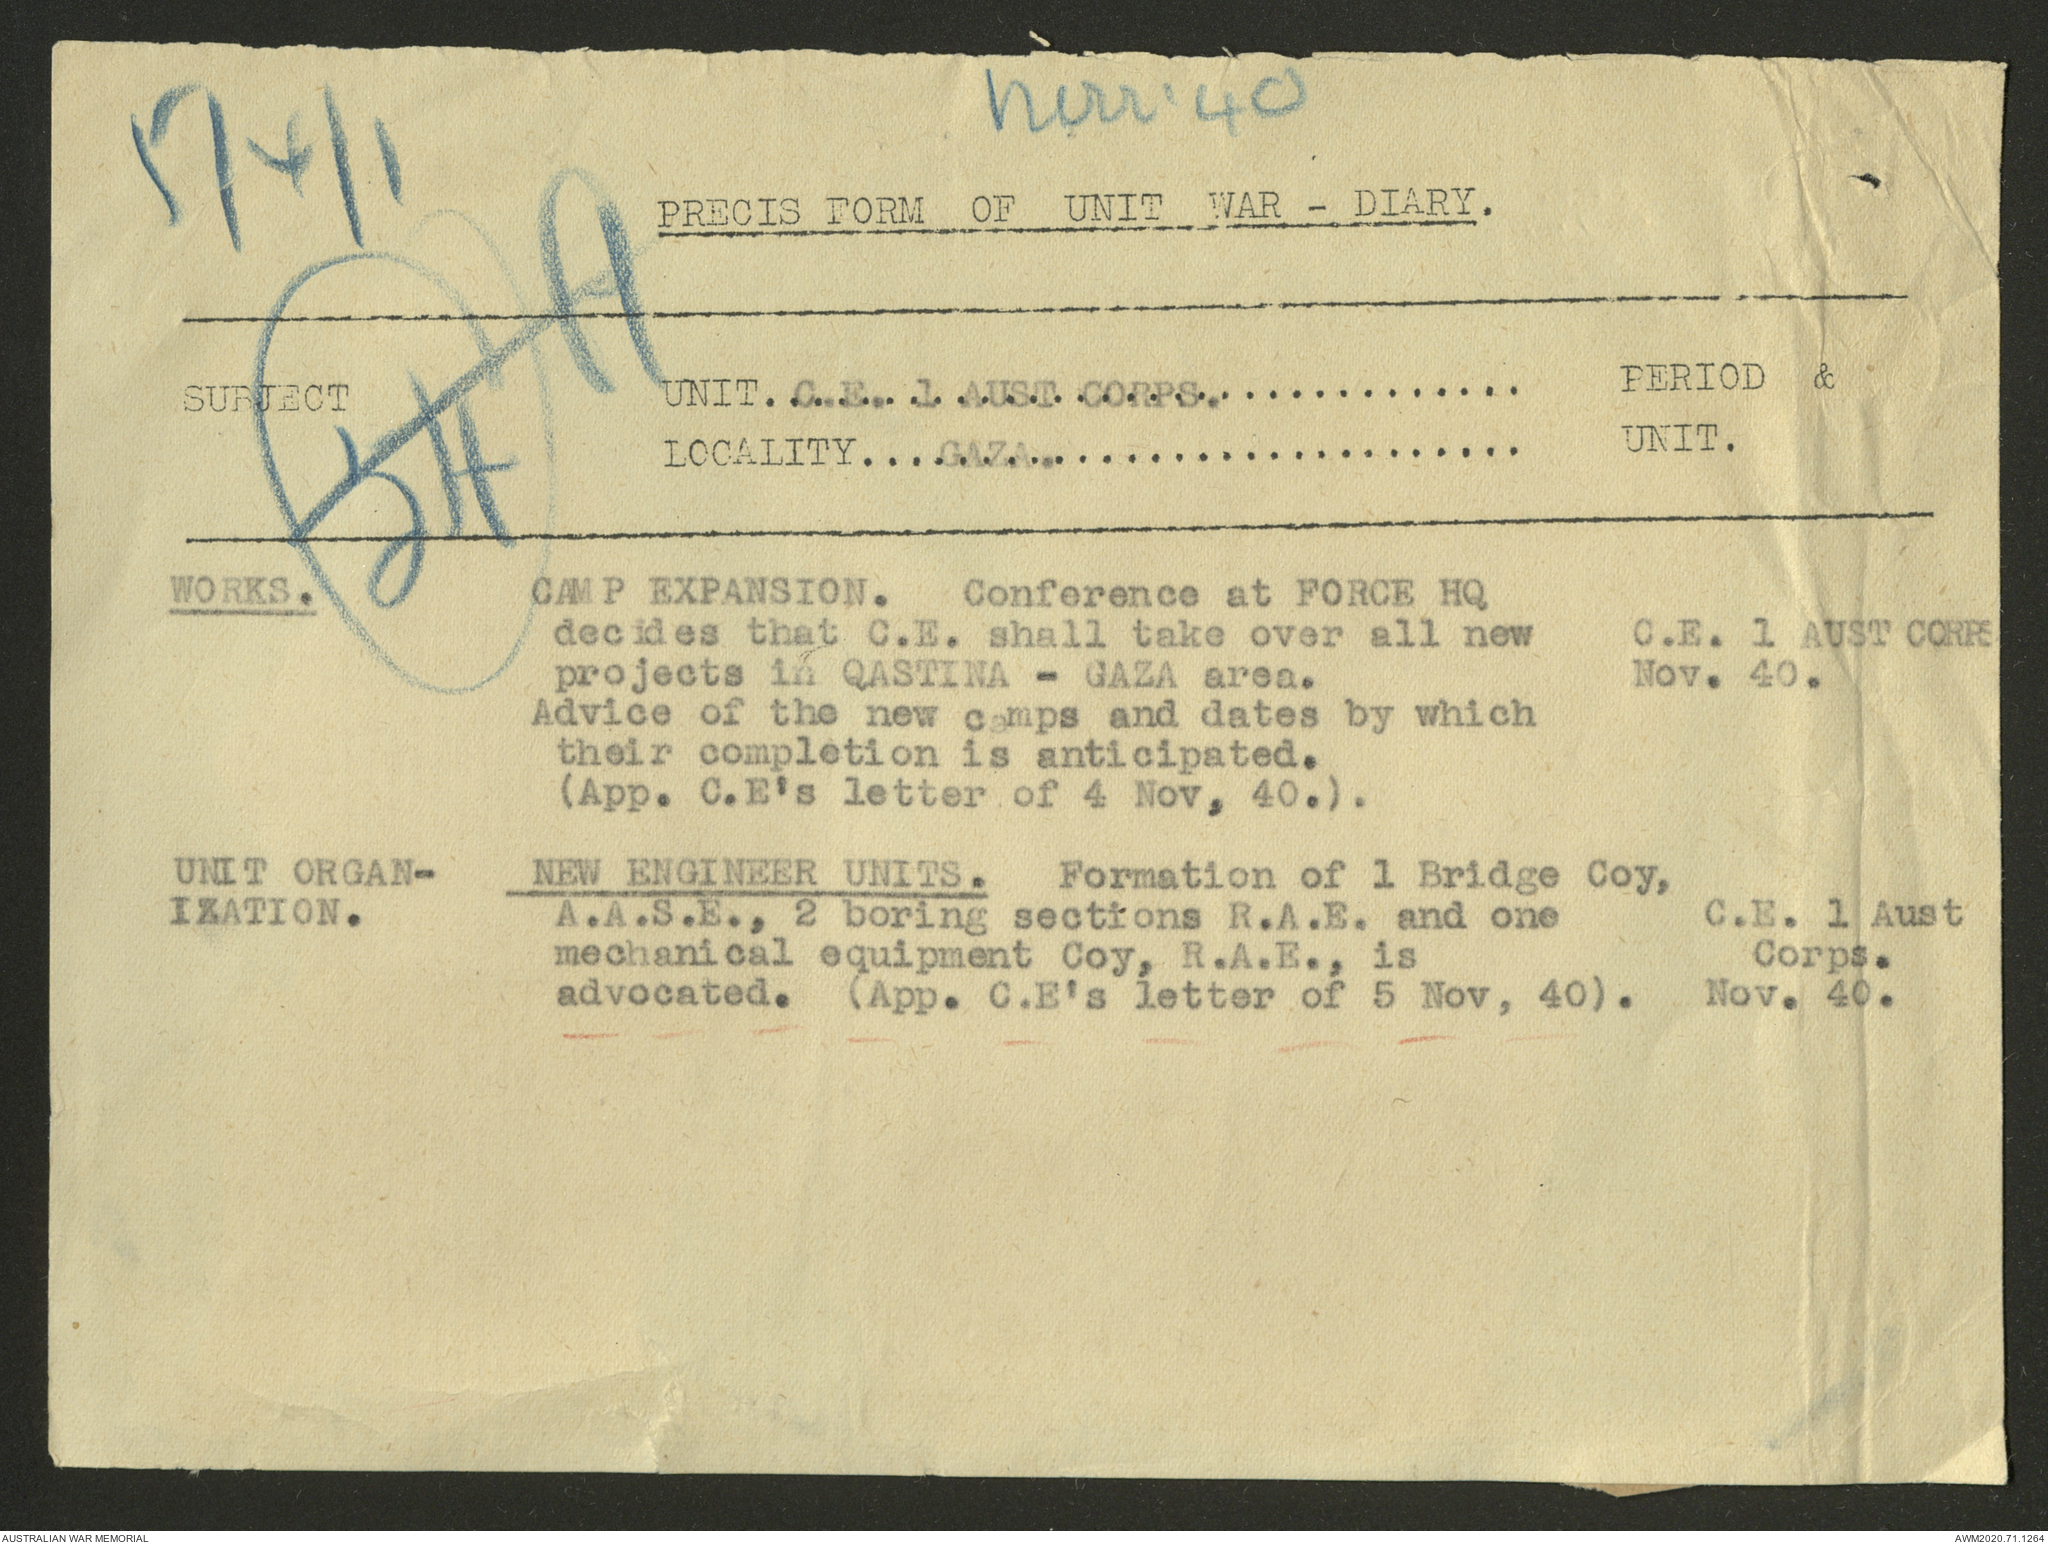 5/4/1
Nov '40
PRECIS FORM OF UNIT WAR - DIARY.
SUBJECT
UNIT. C.E. 1 AUST CORPS.
PERIOD &
LOCALITY.... GAZA.
UNIT.
WORKS.
CAMP EXPANSION. Conference at FORCE HQ
decides that C.E. shall take over all new
projects in QASTINA - GAZA area.
Advice of the new camps and dates by which
their completion is anticipated.
(App. C.E's letter of 4 Nov, 40.).
C.E. 1 AUST CORPS
Nov. 40.
UNIT ORGAN-
IZATION.
NEW ENGINEER UNITS. Formation of 1 Bridge Coy,
A.A.S.E., 2 boring sections R.A.E. and one
mechanical equipment Coy, R.A.E., is
advocated. (App. C.E's letter of 5 Nov, 40).
C.E. 1 Aust
Corps.
Nov. 40.
AUSTRALIAN WAR MEMORIAL
AWM2020.71.1264